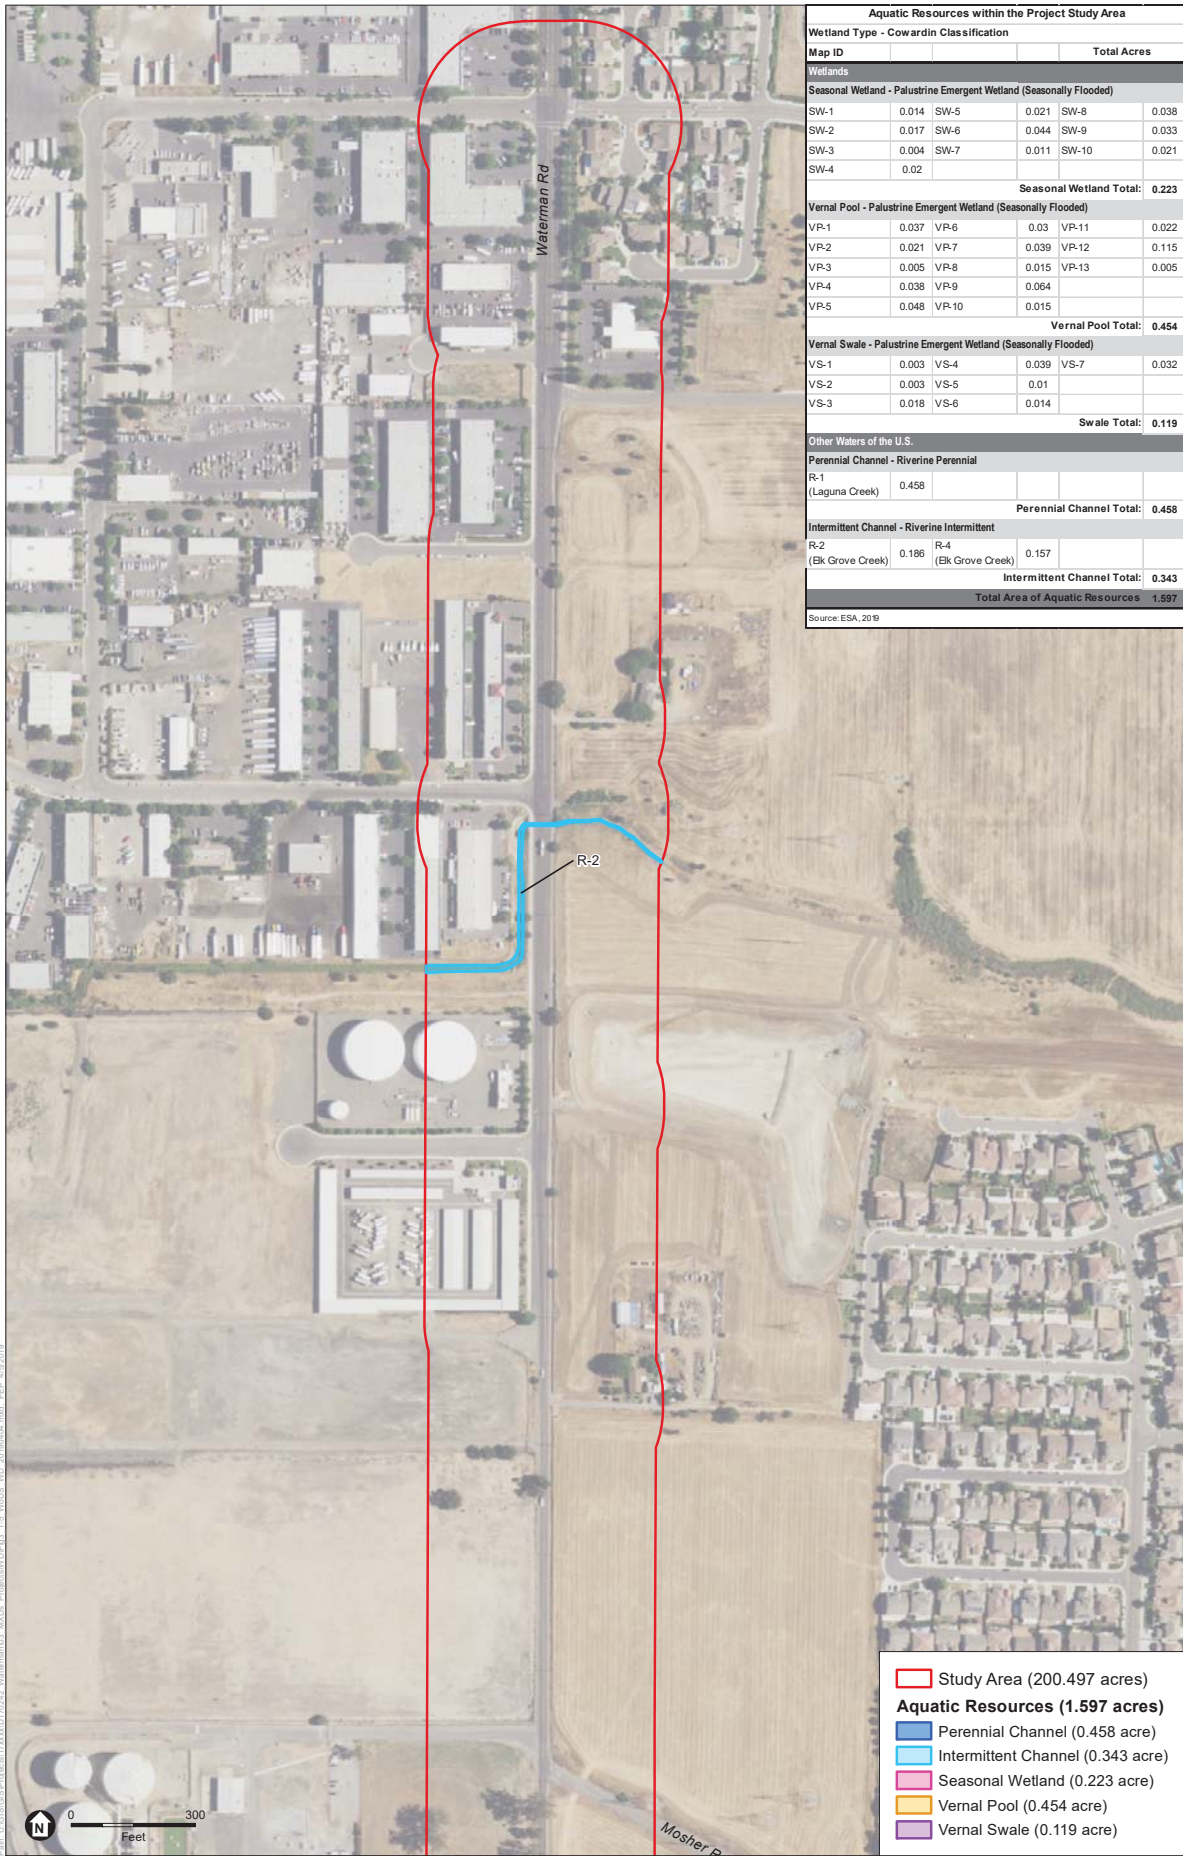 Aquatic Resources within the Project Study Area
Wetland Type - Cowardin Classification
Map ID Total Acres
Wetlands
Seasonal Wetland - Palustrine Emergent Wetland (Seasonally Flooded)
SW-1 0.014 SW-5 0.021 SW-8 0.038
SW-2 0.017 SW-6 0.044 SW-9 0.033
SW-3 0.004 SW-7 0.011 SW-10 0.021
SW-4 0.02
Seasonal Wetland Total: 0.223
Vernal Pool - Palustrine Emergent Wetland (Seasonally Flooded)
VP-1 0.037 VP-6 0.03 VP-11 0.022
VP-2 0.021 VP-7 0.039 VP-12 0.115
VP-3 0.005 VP-8 0.015 VP-13 0.005
VP-4 0.038 VP-9 0.064
VP-5 0.048 VP-10 0.015
Vernal Pool Total: 0.454
Vernal Swale - Palustrine Emergent Wetland (Seasonally Flooded)
VS-1 0.003 VS-4 0.039 VS-7 0.032
VS-2 0.003 VS-5 0.01
VS-3 0.018 VS-6 0.014
Swale Total: 0.119
Other Waters of the U.S.
Perennial Channel - Riverine Perennial
R-1
(Laguna Creek) 0.458
Perennial Channel Total: 0.458
Intermittent Channel - Riverine Intermittent
R-2 R-4
(Elk Grove Creek) 0.186 (Elk Grove Creek) 0.157
Intermittent Channel Total: 0.343
Total Area of Aquatic Resources 1.597
Source: ESA, 2019
Waterman Rd
R-2
Mosher R
Study Area (200.497 acres)
Aquatic Resources (1.597 acres)
Perennial Channel (0.458 acre)
Intermittent Channel (0.343 acre)
Seasonal Wetland (0.223 acre)
Vernal Pool (0.454 acre)
Vernal Swale (0.119 acre)
N
0 300
Feet